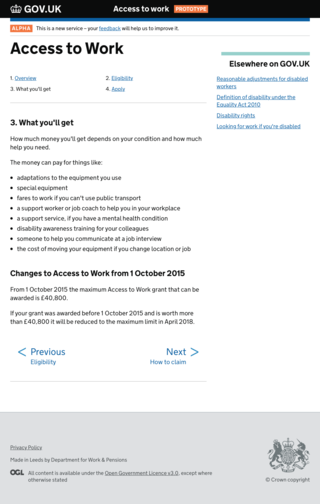 GOV.UK
Access to work PROTOTYPE
ALPHA This is a new service – your feedback will help us to improve it.
Access to Work
1. Overview
2. Eligibility
3. What you'll get
4. Apply
3. What you'll get
How much money you'll get depends on your condition and how much
help you need.
The money can pay for things like:
• adaptations to the equipment you use
• special equipment
• fares to work if you can't use public transport
• a support worker or job coach to help you in your workplace
• a support service, if you have a mental health condition
• disability awareness training for your colleagues
• someone to help you communicate at a job interview
• the cost of moving your equipment if you change location or job
Changes to Access to Work from 1 October 2015
From 1 October 2015 the maximum Access to Work grant that can be
awarded is £40,800.
If your grant was awarded before 1 October 2015 and is worth more
than £40,800 it will be reduced to the maximum limit in April 2018.
Previous
Eligibility
Next
How to claim
Elsewhere on GOV.UK
Reasonable adjustments for disabled
workers
Definition of disability under the
Equality Act 2010
Disability rights
Looking for work if you're disabled
Privacy Policy
Made in Leeds by Department for Work & Pensions
OGL All content is available under the Open Government Licence v3.0, except where
otherwise stated
© Crown copyright